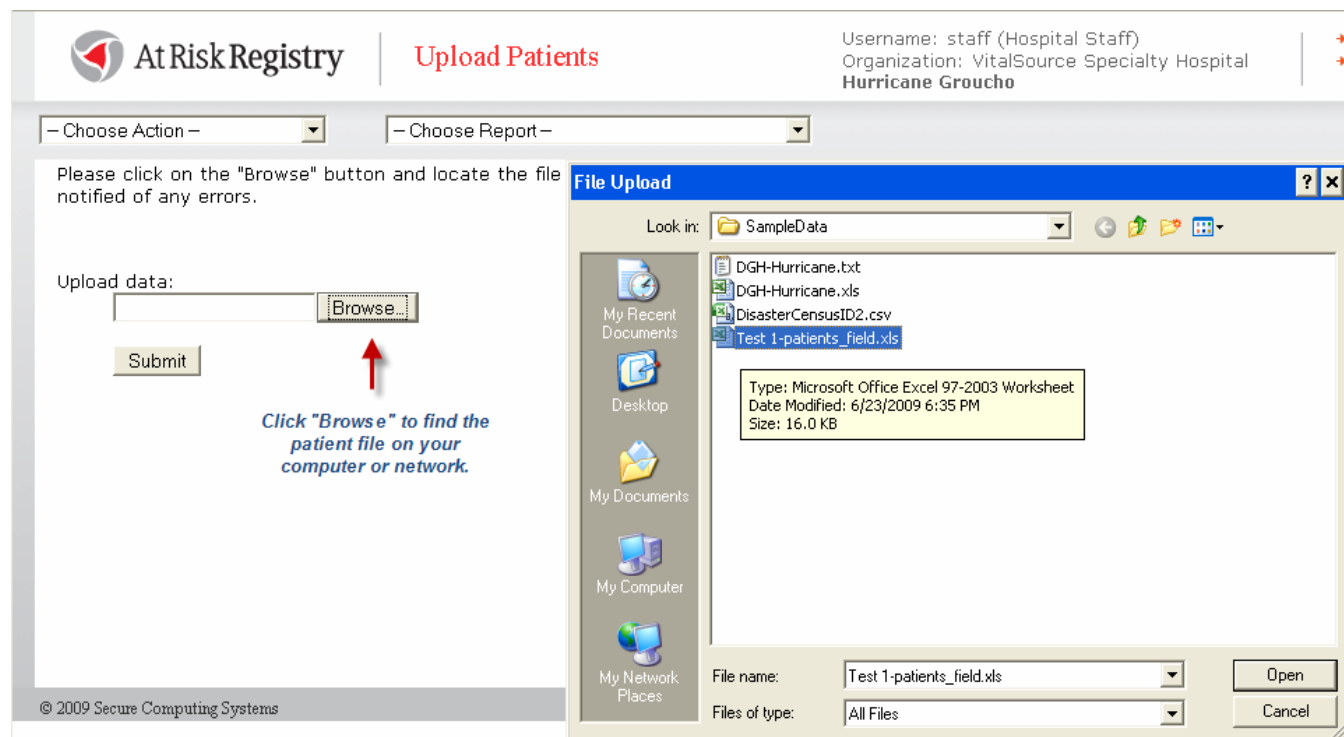 At Risk Registry
Upload Patients
Username: staff (Hospital Staff)
Organization: VitalSource Specialty Hospital
Hurricane Groucho
-- Choose Action --
-- Choose Report --
Please click on the "Browse" button and locate the file
notified of any errors.
Upload data:
Browse...
Submit
Click "Browse" to find the
patient file on your
computer or network.
© 2009 Secure Computing Systems
File Upload
Look in:
SampleData
My Recent
Documents
Desktop
My Documents
My Computer
My Network
Places
DGH-Hurricane.txt
DGH-Hurricane.xls
DisasterCensusID2.csv
Test 1-patients_field.xls
Type: Microsoft Office Excel 97-2003 Worksheet
Date Modified: 6/23/2009 6:35 PM
Size: 16.0 KB
File name:
Test 1-patients_field.xls
Open
Files of type:
All Files
Cancel